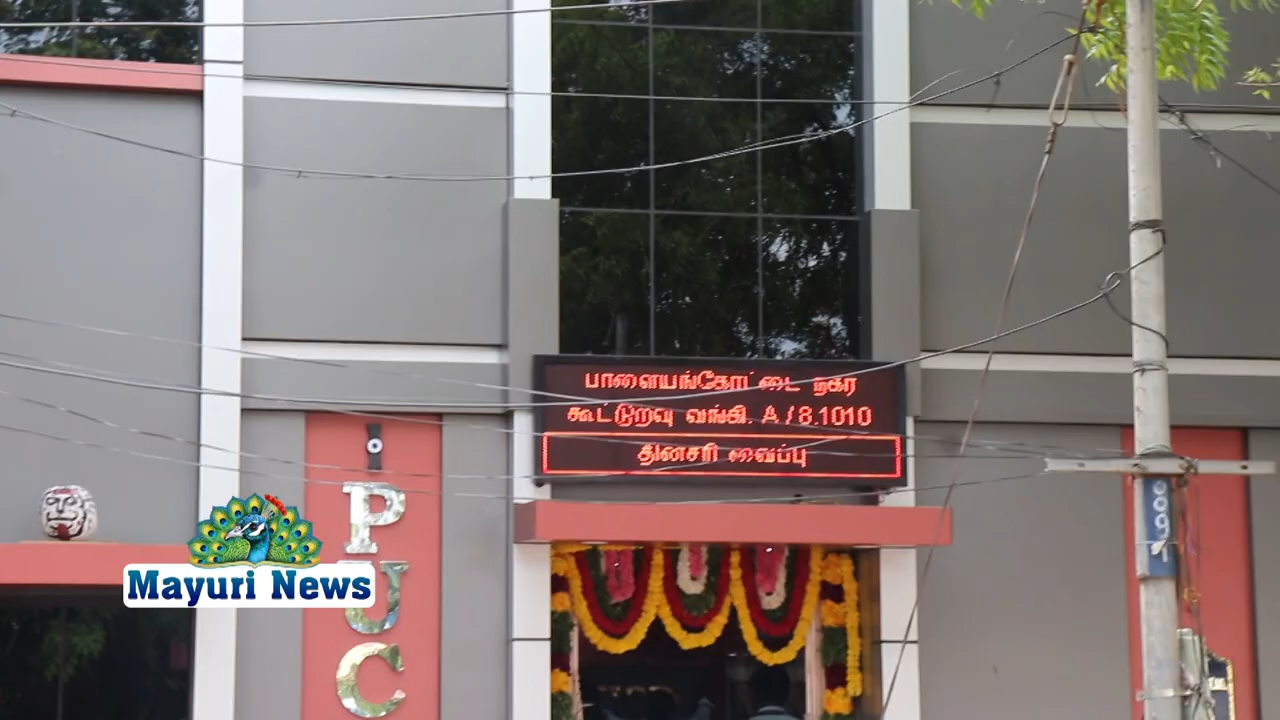 பாளையங்கோட்டை நகர
கூட்டுறவு வங்கி. A/8.1010
தினசரி வைப்பு
P
U
C
Mayuri News